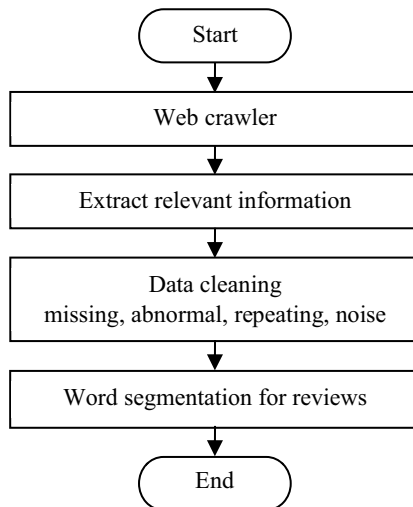 Start
Web crawler
Extract relevant information
Data cleaning
missing, abnormal, repeating, noise
Word segmentation for reviews
End